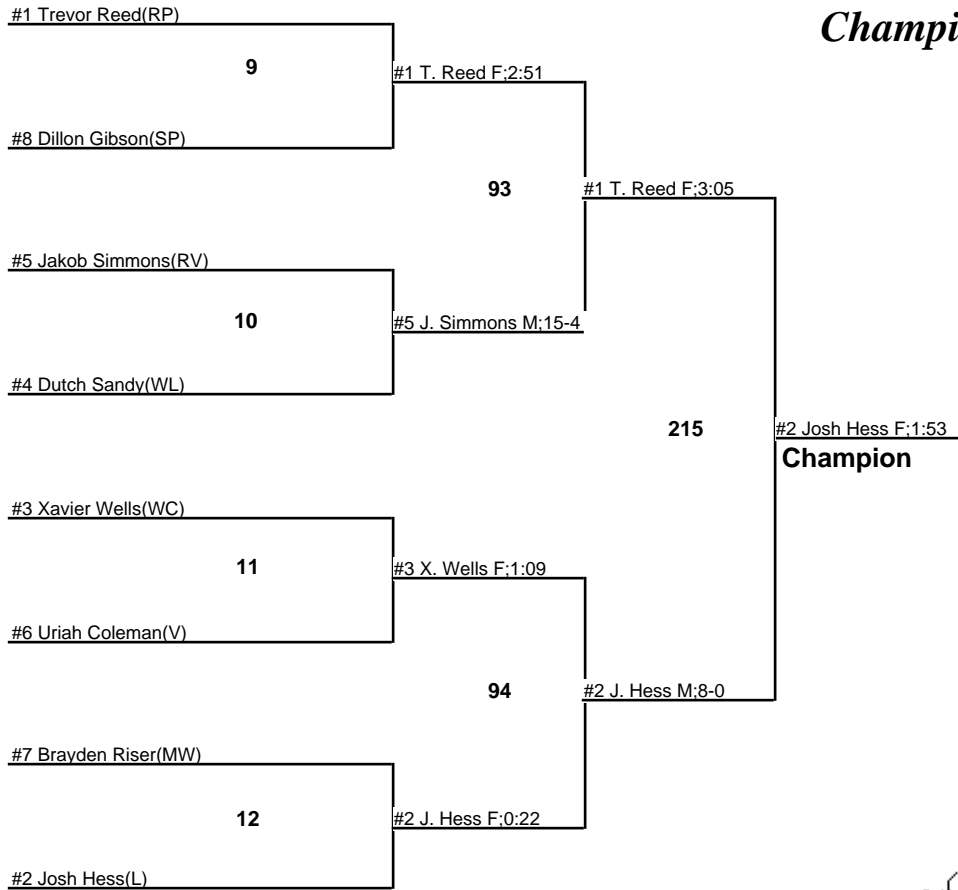 #1 Trevor Reed(RP)
Champi
9
#1 T. Reed F;2:51
#8 Dillon Gibson(SP)
93
#1 T. Reed F;3:05
#5 Jakob Simmons(RV)
10
#5 J. Simmons M;15-4
#4 Dutch Sandy(WL)
215
#2 Josh Hess F;1:53
Champion
#3 Xavier Wells(WC)
11
#3 X. Wells F;1:09
#6 Uriah Coleman(V)
94
#2 J. Hess M;8-0
#7 Brayden Riser(MW)
12
#2 J. Hess F;0:22
#2 Josh Hess(L)